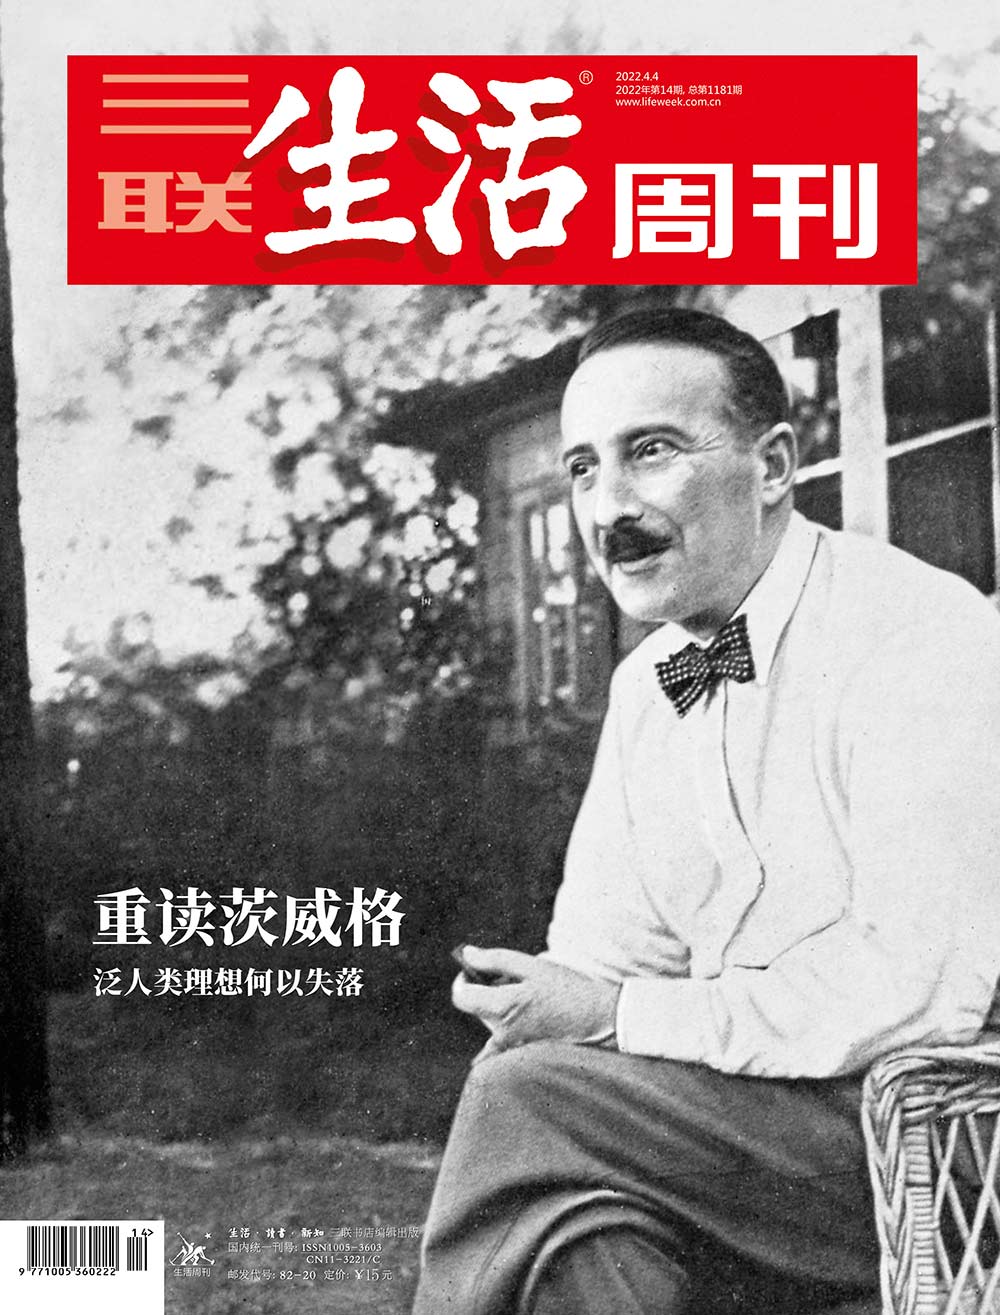 三联生活周刊
®
2022.4.4
2022年第14期, 总第1181期
www.lifeweek.com.cn
重读茨威格
泛人类理想何以失落
14>
9 771005 360222
生活周刊
生活·讀書·新知 三联书店编辑出版
国内统一刊号: ISSN1005-3603
CN11-3221/C
邮发代号: 82-20 定价: ¥15元